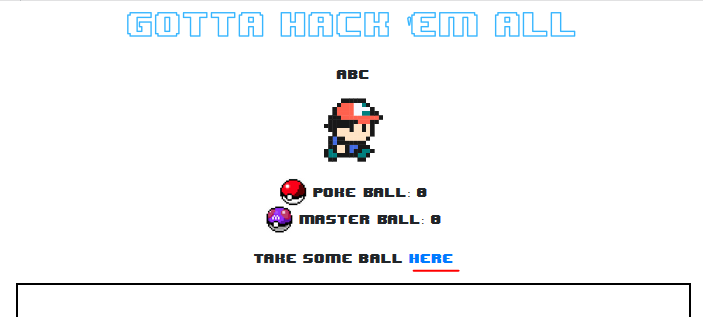 GOTTA HACK 'EM ALL
ABC
POKE BALL: 0
MASTER BALL: 0
TAKE SOME BALL HERE